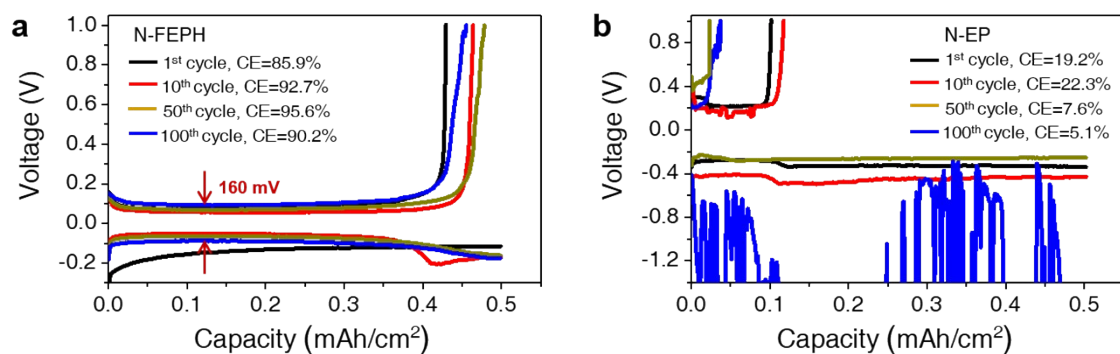 a
N-FEPH
1st cycle, CE=85.9%
10th cycle, CE=92.7%
50th cycle, CE=95.6%
100th cycle, CE=90.2%
160 mV
1.0
0.8
0.6
0.4
0.2
0.0
-0.2
Voltage (V)
0.0 0.1 0.2 0.3 0.4 0.5
Capacity (mAh/cm2)
b
N-EP
1st cycle, CE=19.2%
10th cycle, CE=22.3%
50th cycle, CE=7.6%
100th cycle, CE=5.1%
0.8
0.4
0.0
-0.4
-0.8
-1.2
Voltage (V)
0.0 0.1 0.2 0.3 0.4 0.5
Capacity (mAh/cm2)